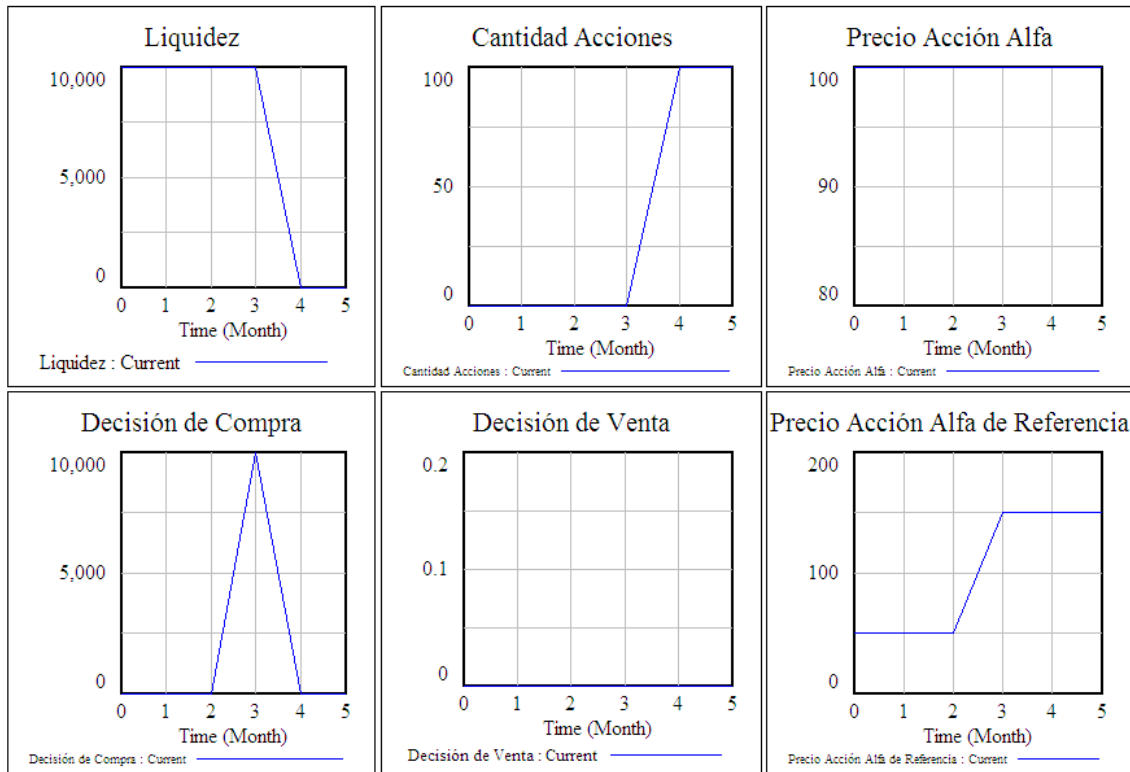 Liquidez
10,000
5,000
0
0 1 2 3 4 5
Time (Month)
Liquidez : Current
Cantidad Acciones
100
50
0
0 1 2 3 4 5
Time (Month)
Cantidad Acciones : Current
Precio Acción Alfa
100
90
80
0 1 2 3 4 5
Time (Month)
Precio Acción Alfa : Current
Decisión de Compra
10,000
5,000
0
0 1 2 3 4 5
Time (Month)
Decisión de Compra : Current
Decisión de Venta
0.2
0.1
0
0 1 2 3 4 5
Time (Month)
Decisión de Venta : Current
Precio Acción Alfa de Referencia
200
100
0
0 1 2 3 4 5
Time (Month)
Precio Acción Alfa de Referencia : Current